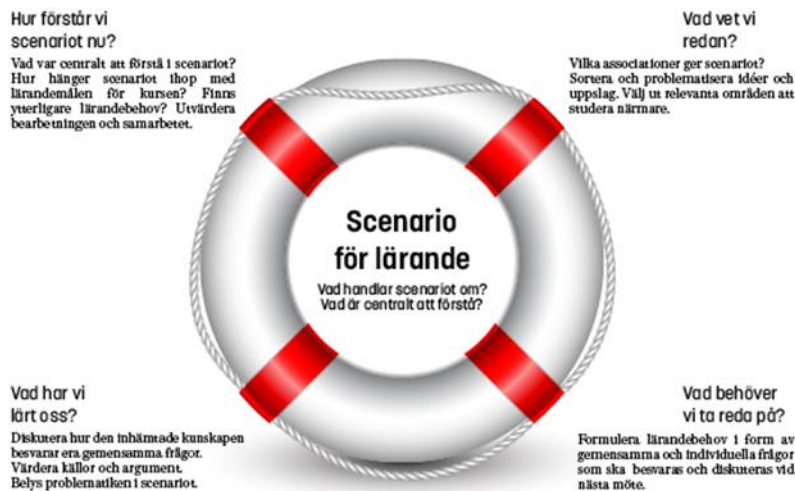 Hur förstår vi
scenariot nu?
Vad var centralt att förstå i scenariot?
Hur hänger scenariot ihop med
lärandemålen för kursen? Finns
ytterligare lärandebehov? Utvärdera
bearbetningen och samarbetet.
Vad vet vi
redan?
Vilka associationer ger scenariot?
Sortera och problematisera idéer och
uppslag. Välj ut relevanta områden att
studera närmare.
Scenario
för lärande
Vad handlar scenariot om?
Vad är centralt att förstå?
Vad har vi
lärt oss?
Diskutera hur den inhämtade kunskapen
besvarar era gemensamma frågor.
Värdera källor och argument.
Belys problematiken i scenariot.
Vad behöver
vi ta reda på?
Formulera lärandebehov i form av
gemensamma och individuella frågor
som ska besvaras och diskuteras vid
nästa möte.